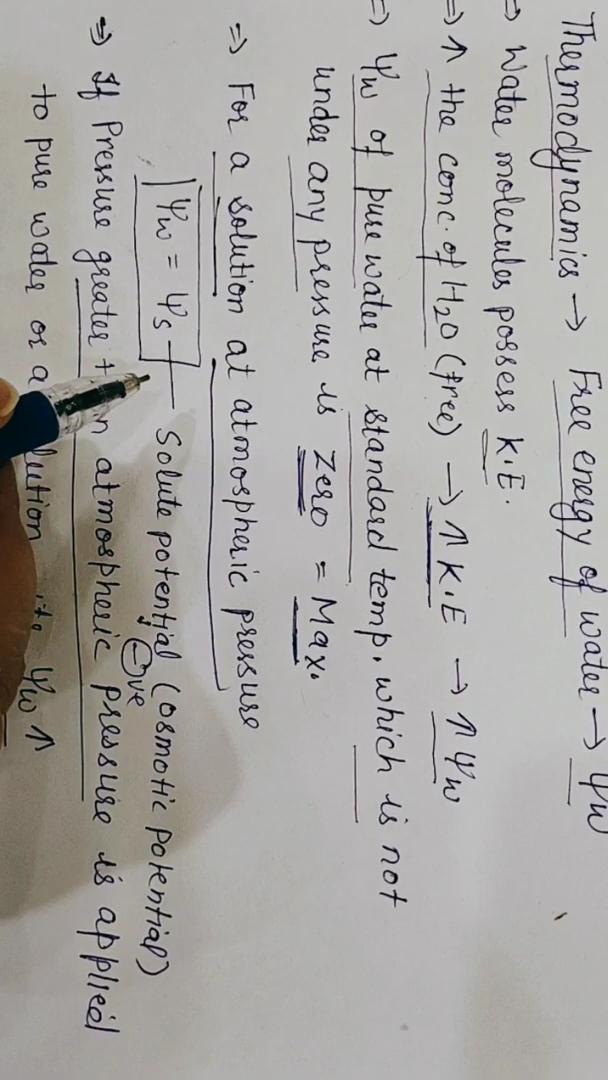 Thermodynamics → Free energy of water → Ψw
⇒ Water molecules possess K.E.
⇒ ↑ the conc. of H₂O (free) → ↑ K.E → ↑ Ψw
⇒ Ψw of pure water at standard temp. which is not
under any pressure is Zero = Max.
⇒ For a solution at atmospheric pressure
Ψw = Ψs Solute potential (osmotic potential)
⊖ve
⇒ If Pressure greater atmospheric pressure is applied
to pure water or a Ψw ↑